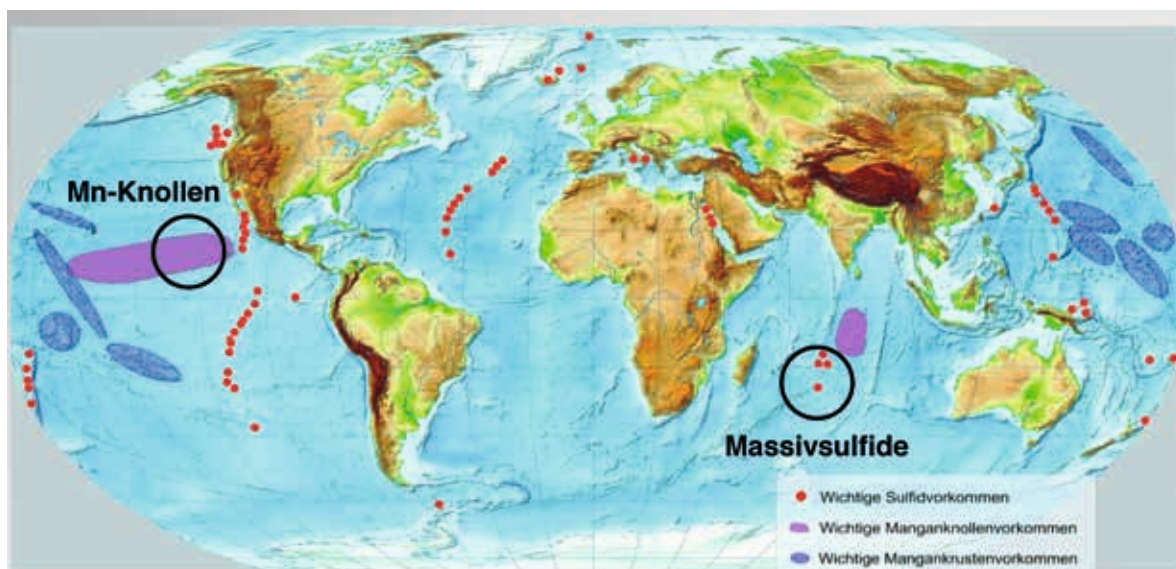 Mn-Knollen
Massivsulfide
Wichtige Sulfidvorkommen
Wichtige Manganknollenvorkommen
Wichtige Mangankrustenvorkommen